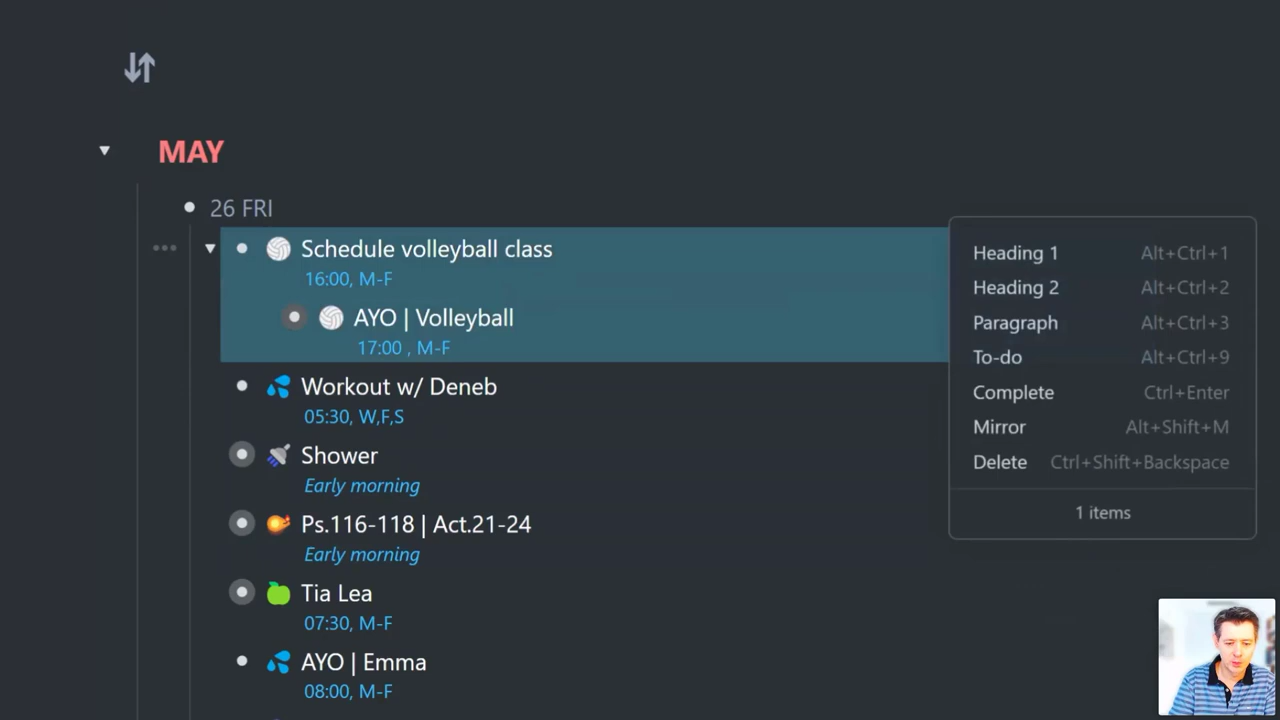 MAY
26 FRI
Schedule volleyball class
16:00, M-F
AYO | Volleyball
17:00 , M-F
Workout w/ Deneb
05:30, W,F,S
Shower
Early morning
Ps.116-118 | Act.21-24
Early morning
Tia Lea
07:30, M-F
AYO | Emma
08:00, M-F
Heading 1 Alt+Ctrl+1
Heading 2 Alt+Ctrl+2
Paragraph Alt+Ctrl+3
To-do Alt+Ctrl+9
Complete Ctrl+Enter
Mirror Alt+Shift+M
Delete Ctrl+Shift+Backspace
1 items